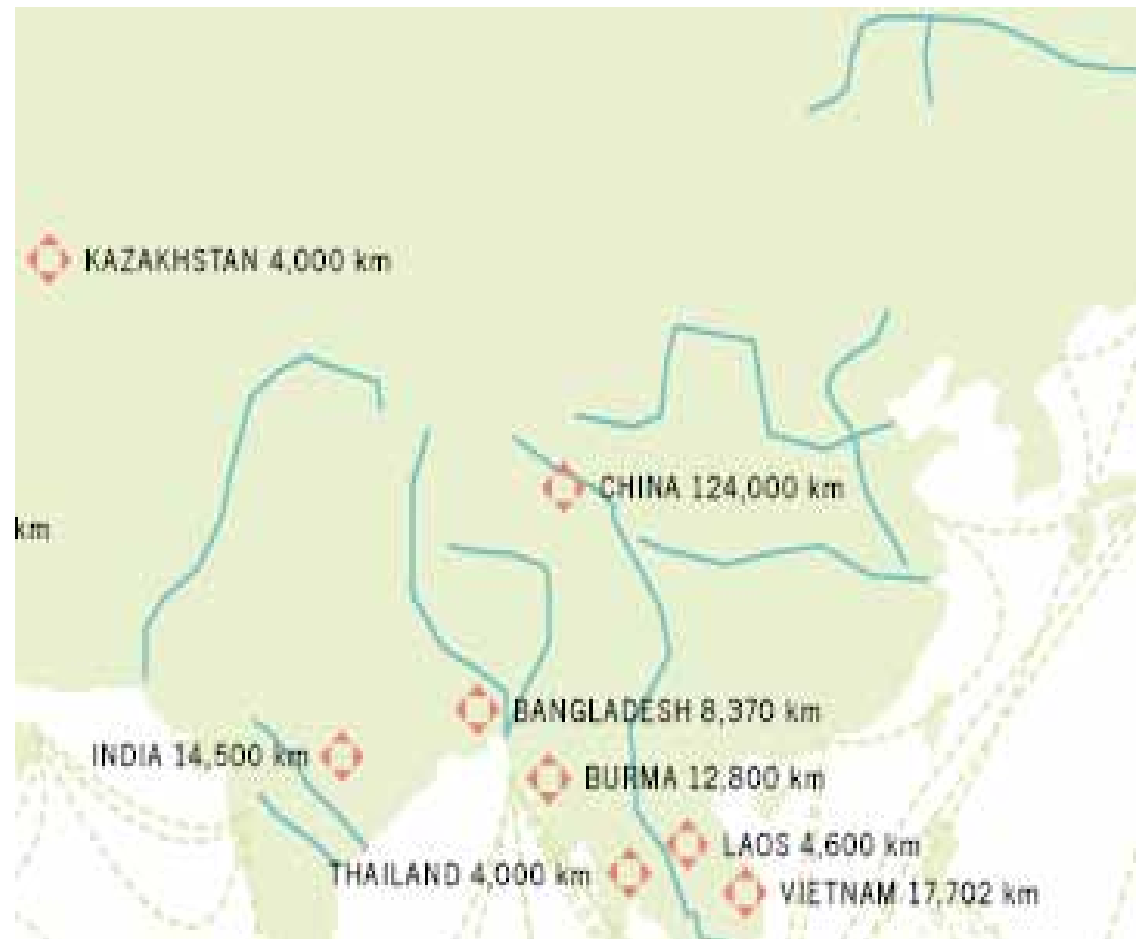 KAZAKHSTAN 4,000 km
CHINA 124,000 km
km
BANGLADESH 8,370 km
INDIA 14,500 km
BURMA 12,800 km
LAOS 4,600 km
THAILAND 4,000 km
VIETNAM 17,702 km